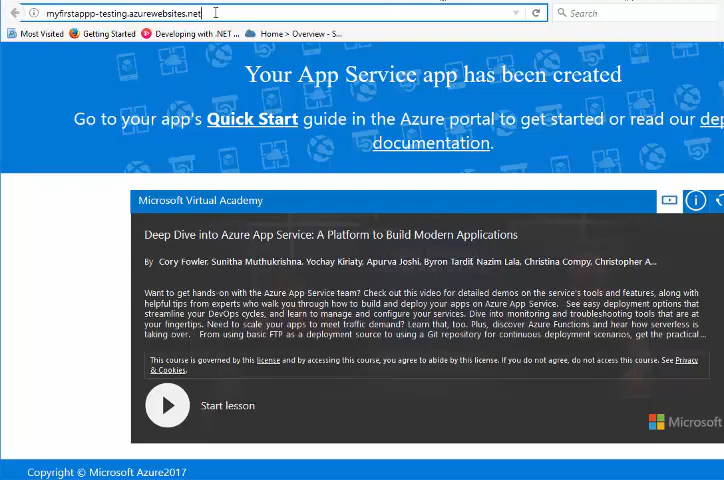 myfirstappp-testing.azurewebsites.net
Search
Most Visited
Getting Started
Developing with .NET ...
Home > Overview - S...
Your App Service app has been created
Go to your app's Quick Start guide in the Azure portal to get started or read our dep
documentation.
Microsoft Virtual Academy
Deep Dive into Azure App Service: A Platform to Build Modern Applications
By Cory Fowler, Sunitha Muthukrishna, Yochay Kiriaty, Apurva Joshi, Byron Tardif, Nazim Lala, Christina Compy, Christopher A...
Want to get hands-on with the Azure App Service team? Check out this video for detailed demos on the service's tools and features, along with
helpful tips from experts who walk you through how to build and deploy your apps on Azure App Service. See easy deployment options that
streamline your DevOps cycles, and learn to manage and configure your services. Dive into monitoring and troubleshooting tools that are at
your fingertips. Need to scale your apps to meet traffic demand? Learn that, too. Plus, discover Azure Functions and hear how serverless is
taking over. From using basic FTP as a deployment source to using a Git repository for continuous deployment scenarios, get the practical ...
This course is governed by this license and by accessing this course, you agree to abide by this license. If you do not agree, do not access this course. See Privacy
& Cookies.
Start lesson
Microsoft
Copyright © Microsoft Azure2017